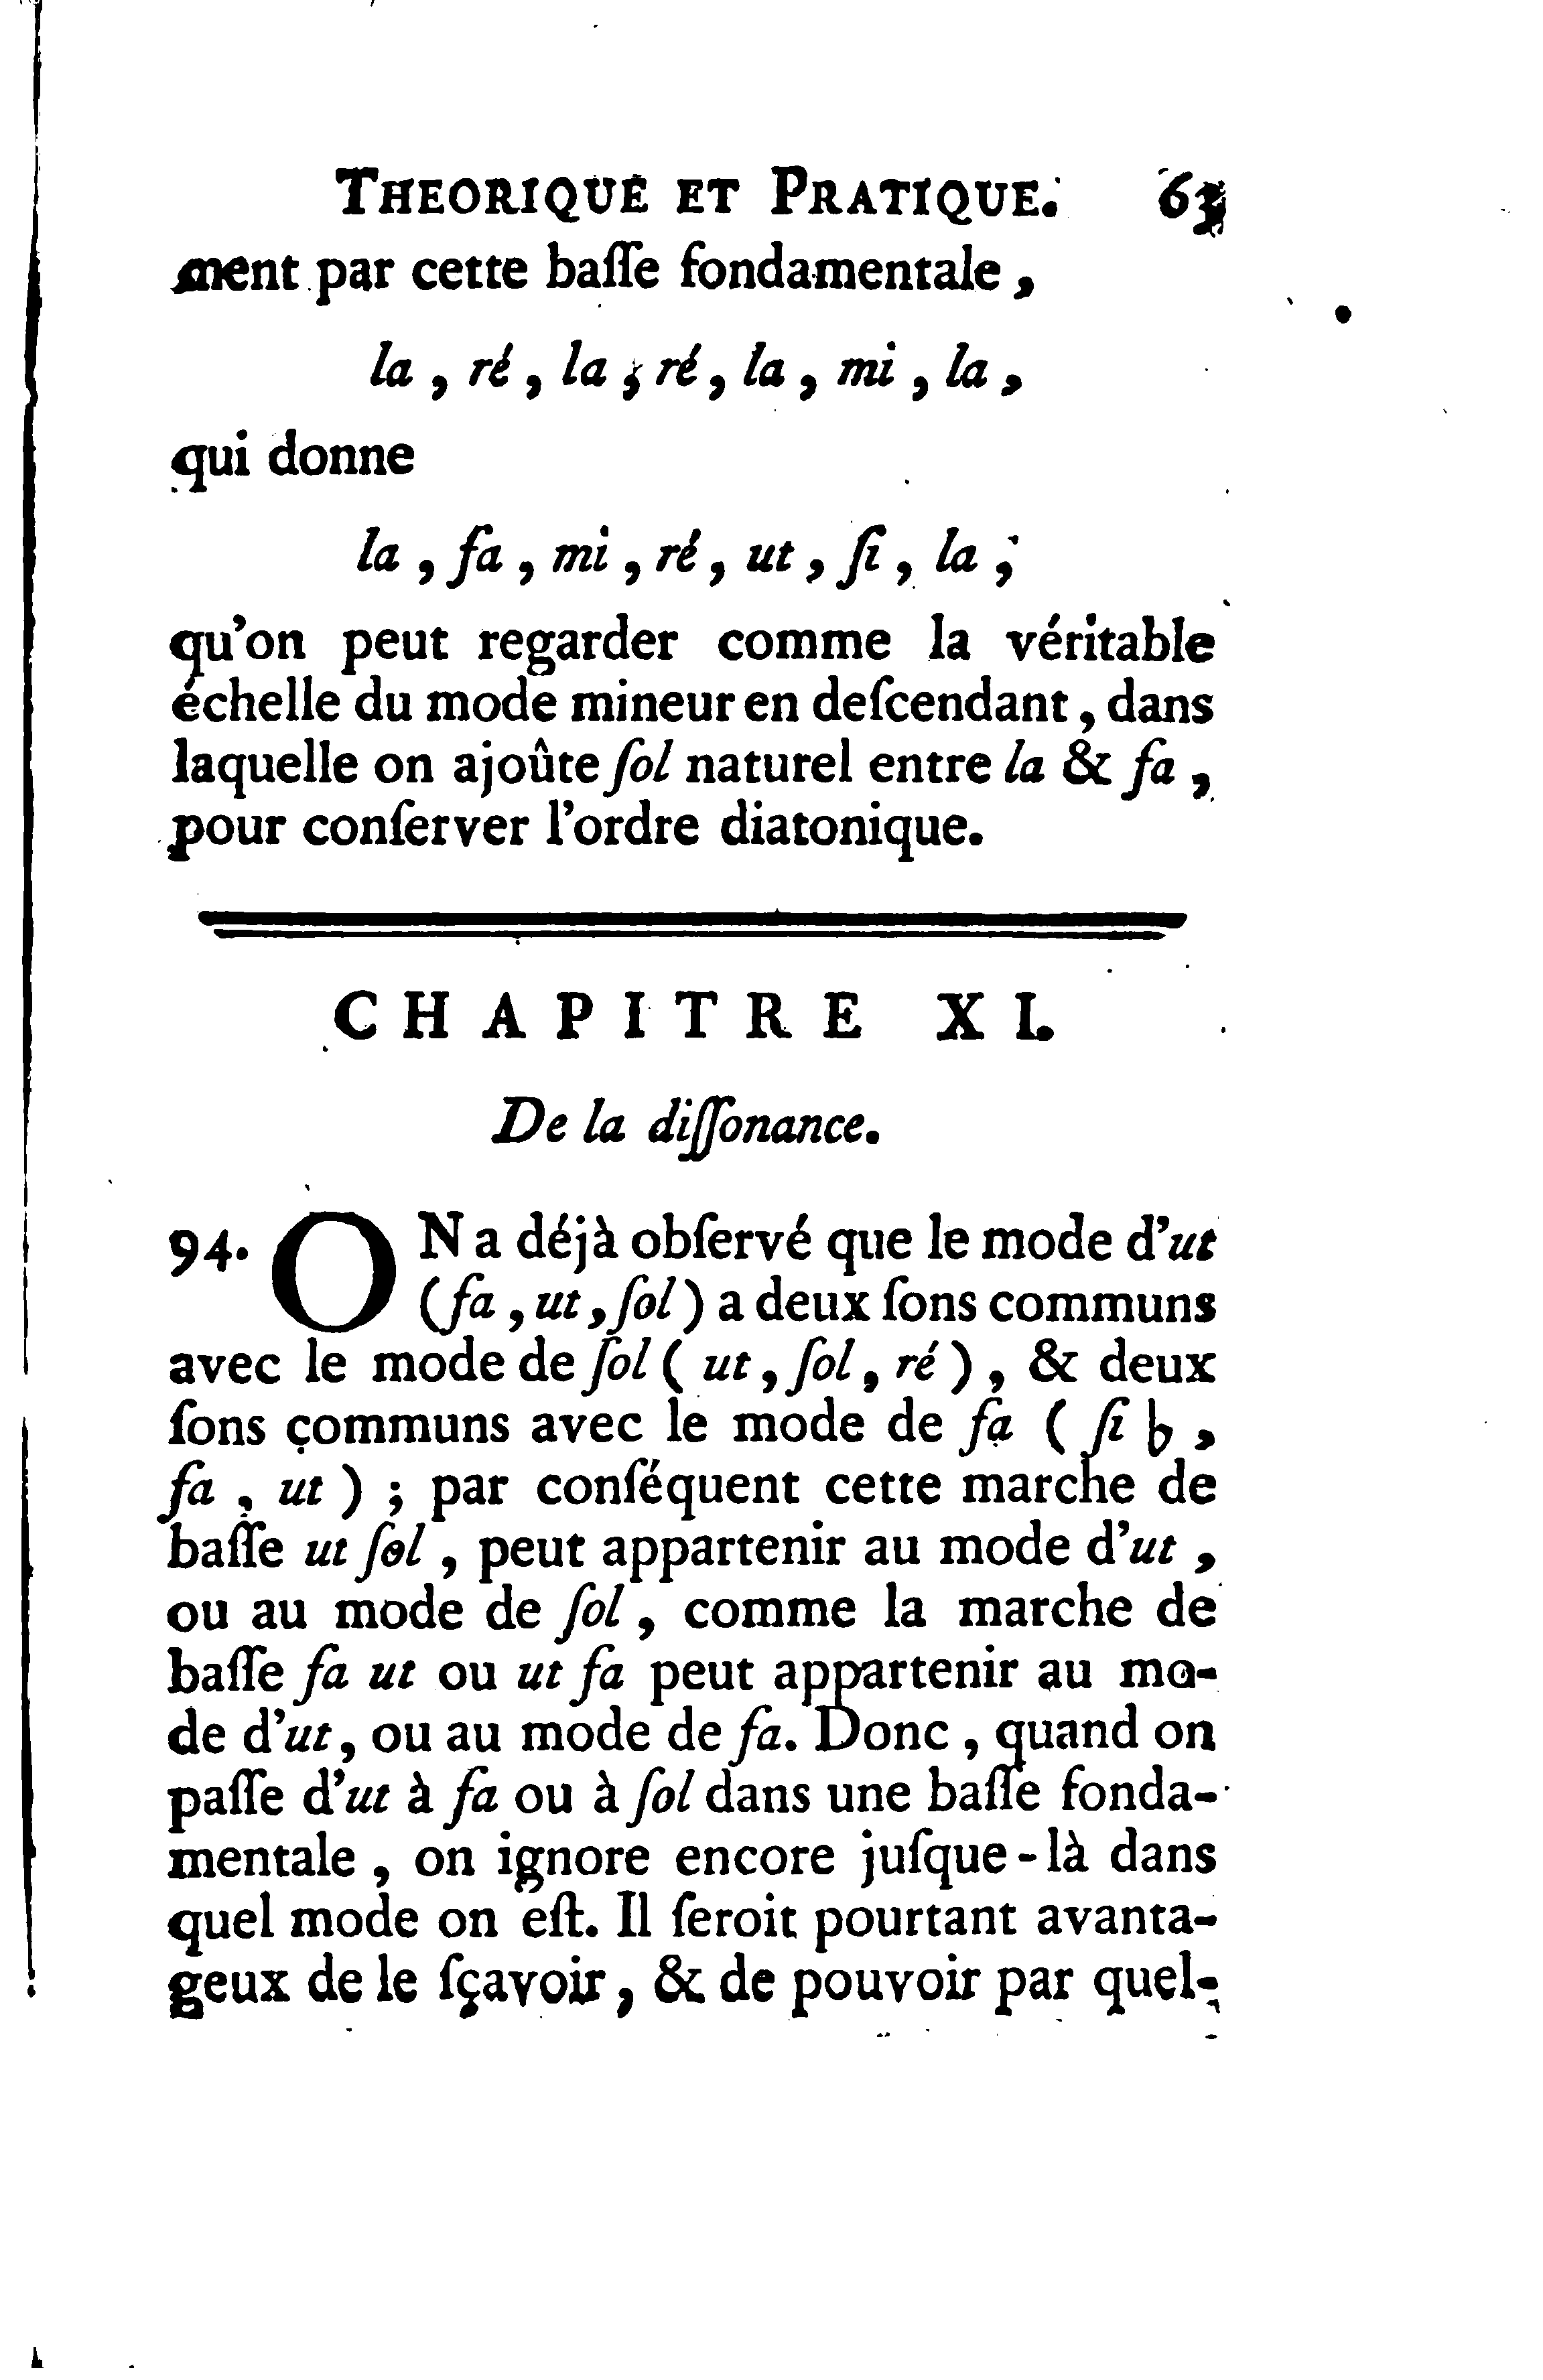 THEORIQUE ET PRATIQUE. 63
ment par cette baſſe fondamentale,
la, ré, la, ré, la, mi, la,
qui donne
la, fa, mi, ré, ut, ſi, la;
qu'on peut regarder comme la véritable
échelle du mode mineur en deſcendant, dans
laquelle on ajoûte ſol naturel entre la & fa,
pour conſerver l'ordre diatonique.
CHAPITRE XI.
De la diſſonance.
94. ON a déjà obſervé que le mode d'ut
(fa, ut, ſol) a deux ſons communs
avec le mode de ſol (ut, ſol, ré), & deux
ſons communs avec le mode de fa (ſi ♭,
fa, ut); par conſéquent cette marche de
baſſe ut ſol, peut appartenir au mode d'ut,
ou au mode de ſol, comme la marche de
baſſe fa ut ou ut fa peut appartenir au mo-
de d'ut, ou au mode de fa. Donc, quand on
paſſe d'ut à fa ou à ſol dans une baſſe fonda-
mentale, on ignore encore juſque-là dans
quel mode on eſt. Il ſeroit pourtant avanta-
geux de le ſçavoir, & de pouvoir par quel-